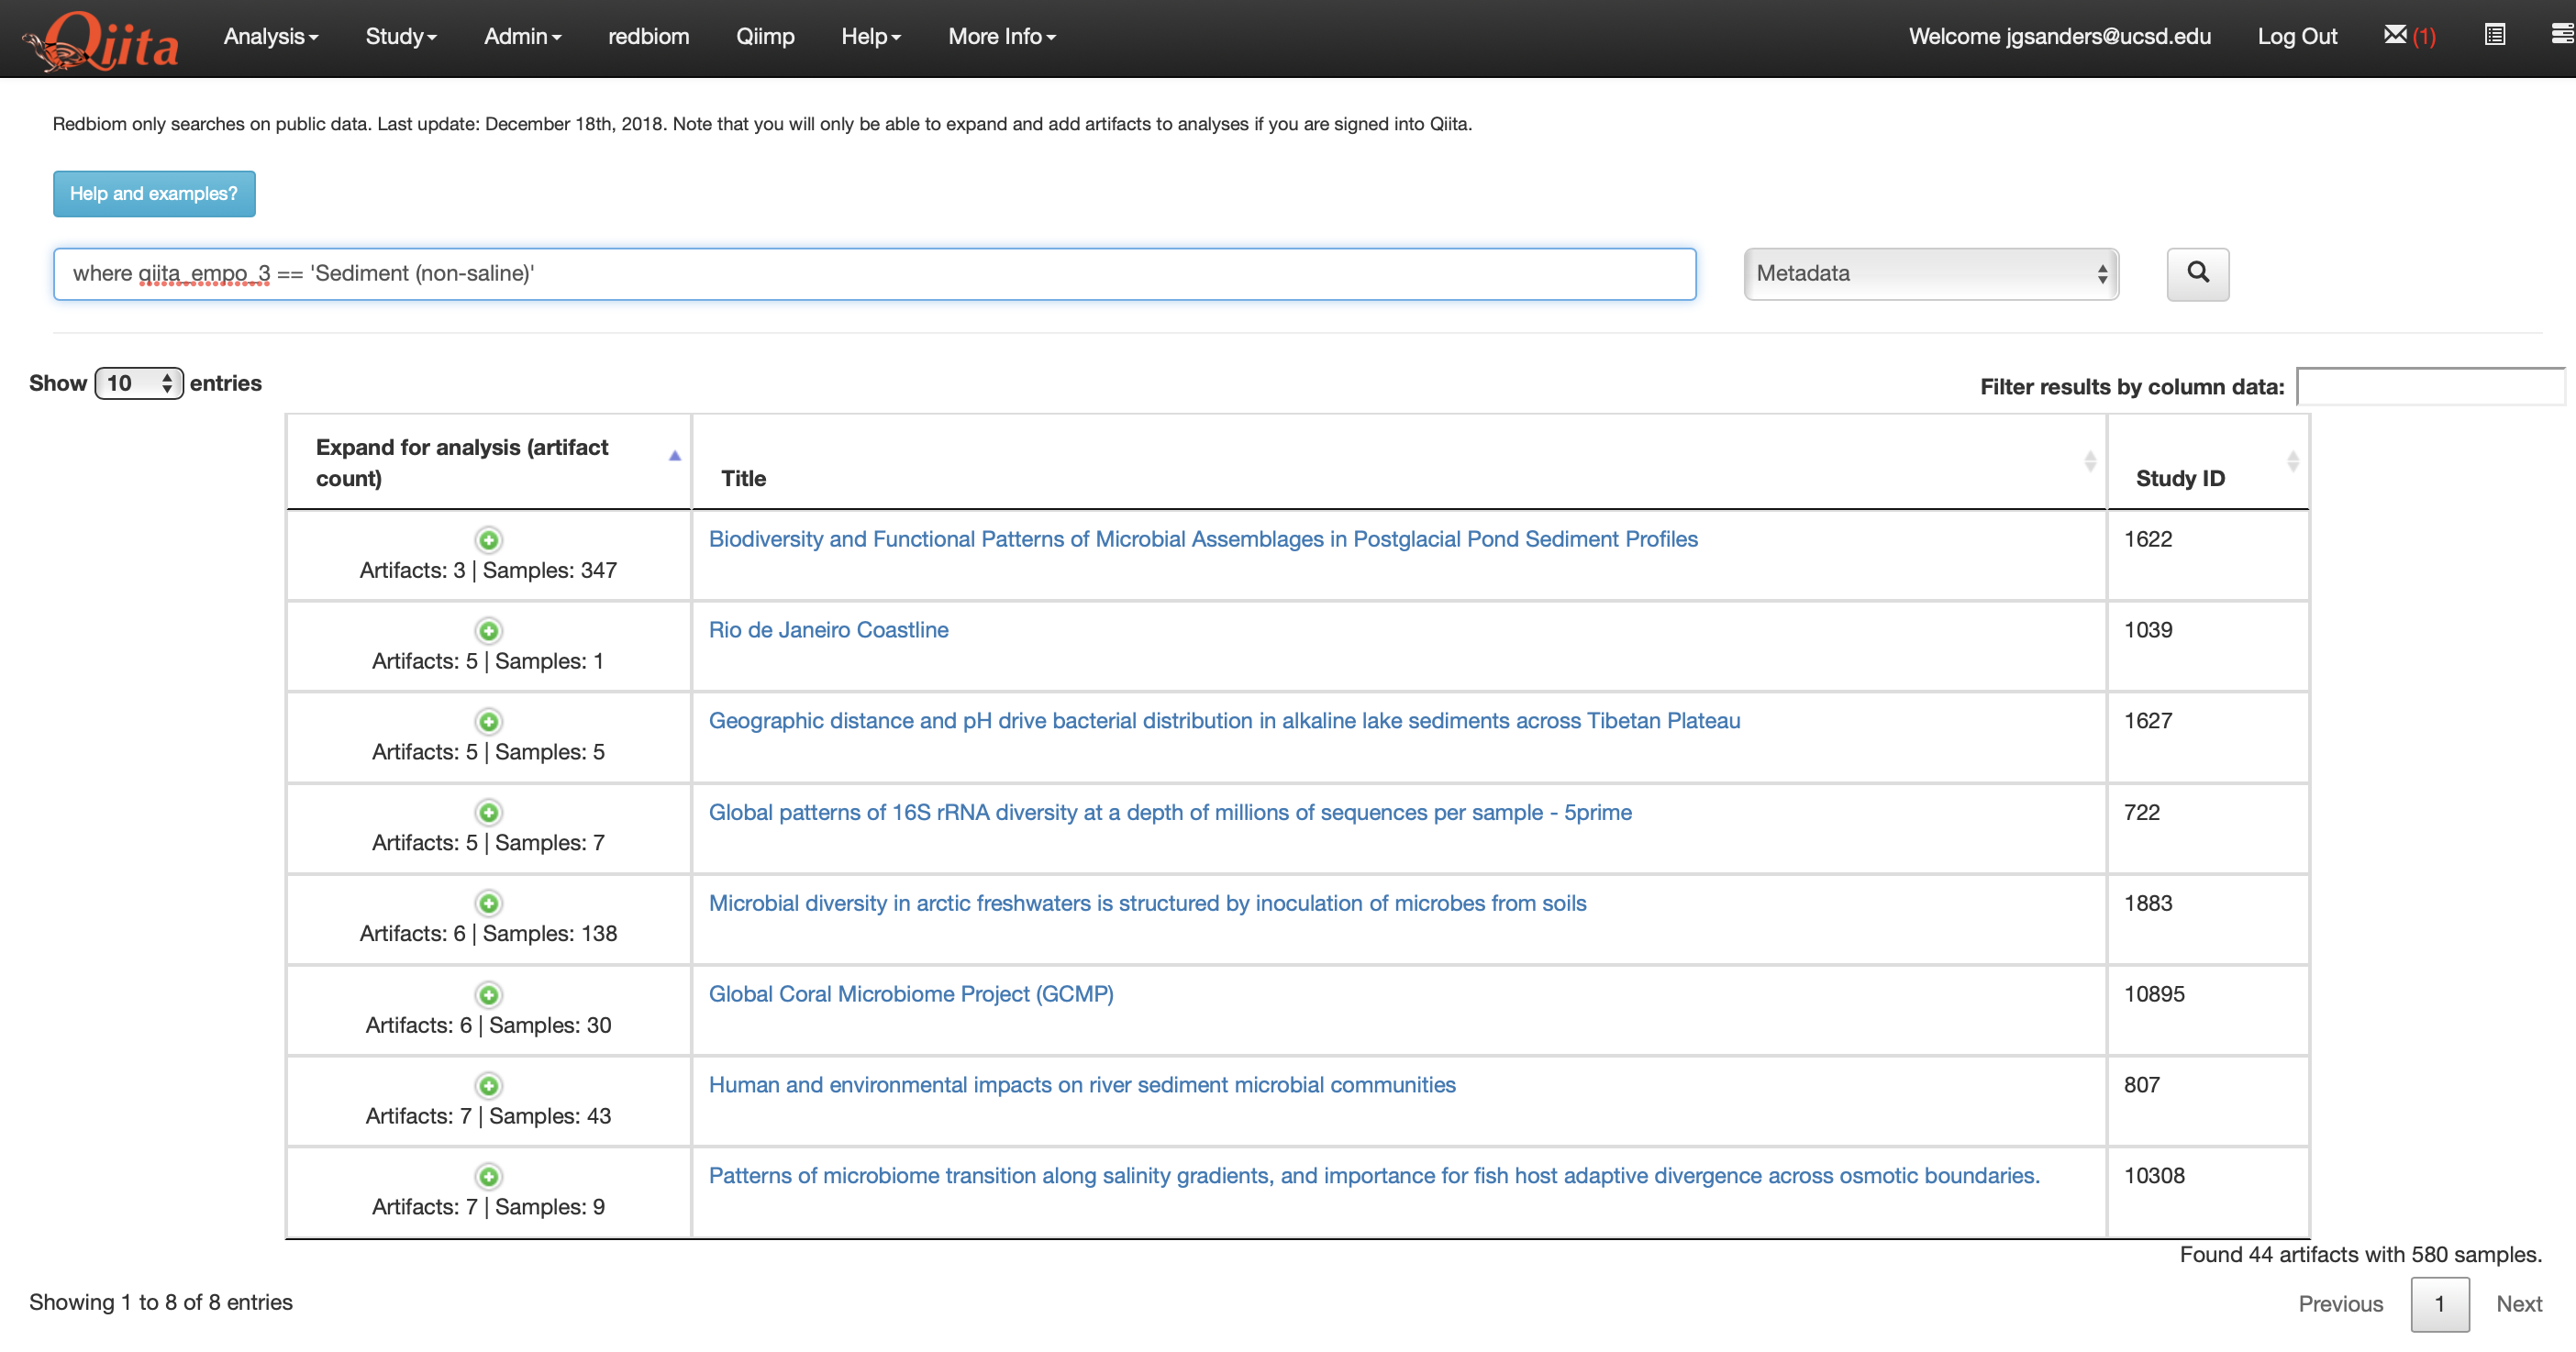 Qiita Analysis Study Admin redbiom Qiimp Help More Info Welcome jgsanders@ucsd.edu Log Out (1)
Redbiom only searches on public data. Last update: December 18th, 2018. Note that you will only be able to expand and add artifacts to analyses if you are signed into Qiita.
Help and examples?
where qiita_empo_3 == 'Sediment (non-saline)' Metadata
Show 10 entries Filter results by column data:
Expand for analysis (artifact
count) Title Study ID
Biodiversity and Functional Patterns of Microbial Assemblages in Postglacial Pond Sediment Profiles 1622
Artifacts: 3 | Samples: 347
Rio de Janeiro Coastline 1039
Artifacts: 5 | Samples: 1
Geographic distance and pH drive bacterial distribution in alkaline lake sediments across Tibetan Plateau 1627
Artifacts: 5 | Samples: 5
Global patterns of 16S rRNA diversity at a depth of millions of sequences per sample - 5prime 722
Artifacts: 5 | Samples: 7
Microbial diversity in arctic freshwaters is structured by inoculation of microbes from soils 1883
Artifacts: 6 | Samples: 138
Global Coral Microbiome Project (GCMP) 10895
Artifacts: 6 | Samples: 30
Human and environmental impacts on river sediment microbial communities 807
Artifacts: 7 | Samples: 43
Patterns of microbiome transition along salinity gradients, and importance for fish host adaptive divergence across osmotic boundaries. 10308
Artifacts: 7 | Samples: 9
Found 44 artifacts with 580 samples.
Showing 1 to 8 of 8 entries Previous 1 Next